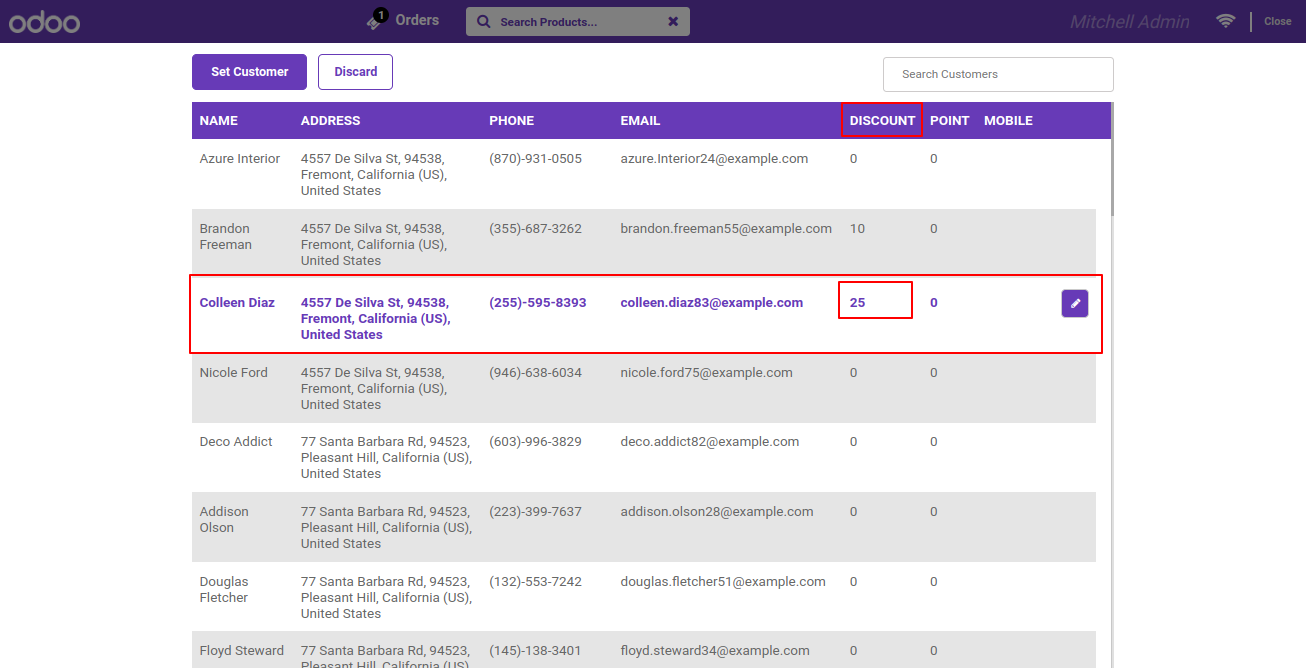 odoo
1
Orders
Search Products...
Mitchell Admin
Close
Set Customer
Discard
Search Customers
NAME ADDRESS PHONE EMAIL DISCOUNT POINT MOBILE
Azure Interior 4557 De Silva St, 94538, (870)-931-0505 azure.Interior24@example.com 0 0
Fremont, California (US),
United States
Brandon 4557 De Silva St, 94538, (355)-687-3262 brandon.freeman55@example.com 10 0
Freeman Fremont, California (US),
United States
Colleen Diaz 4557 De Silva St, 94538, (255)-595-8393 colleen.diaz83@example.com 25 0
Fremont, California (US),
United States
Nicole Ford 4557 De Silva St, 94538, (946)-638-6034 nicole.ford75@example.com 0 0
Fremont, California (US),
United States
Deco Addict 77 Santa Barbara Rd, 94523, (603)-996-3829 deco.addict82@example.com 0 0
Pleasant Hill, California (US),
United States
Addison 77 Santa Barbara Rd, 94523, (223)-399-7637 addison.olson28@example.com 0 0
Olson Pleasant Hill, California (US),
United States
Douglas 77 Santa Barbara Rd, 94523, (132)-553-7242 douglas.fletcher51@example.com 0 0
Fletcher Pleasant Hill, California (US),
United States
Floyd Steward 77 Santa Barbara Rd, 94523, (145)-138-3401 floyd.steward34@example.com 0 0
Pleasant Hill, California (US),